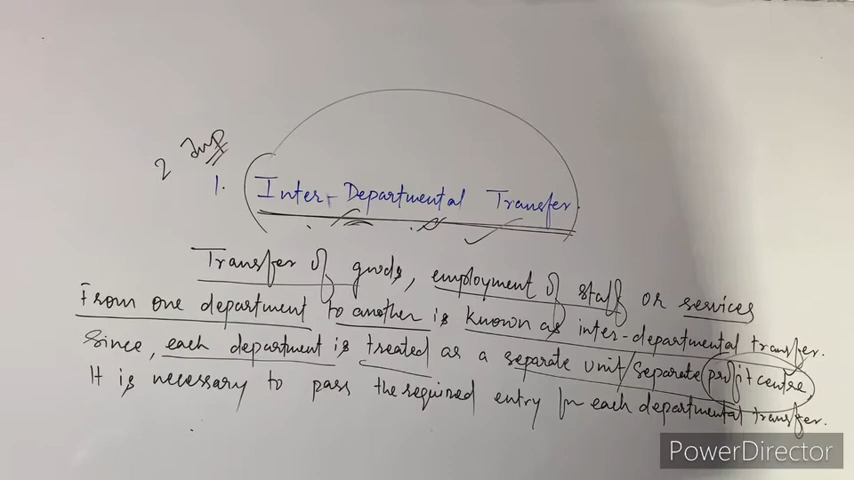 2 Imp
1. Inter-Departmental Transfer.
Transfer of goods, employment of staff or services
From one department to another is known as inter-departmental transfer.
Since, each department is treated as a separate unit/separate profit centre
It is necessary to pass the required entry for each departmental transfer.
PowerDirector